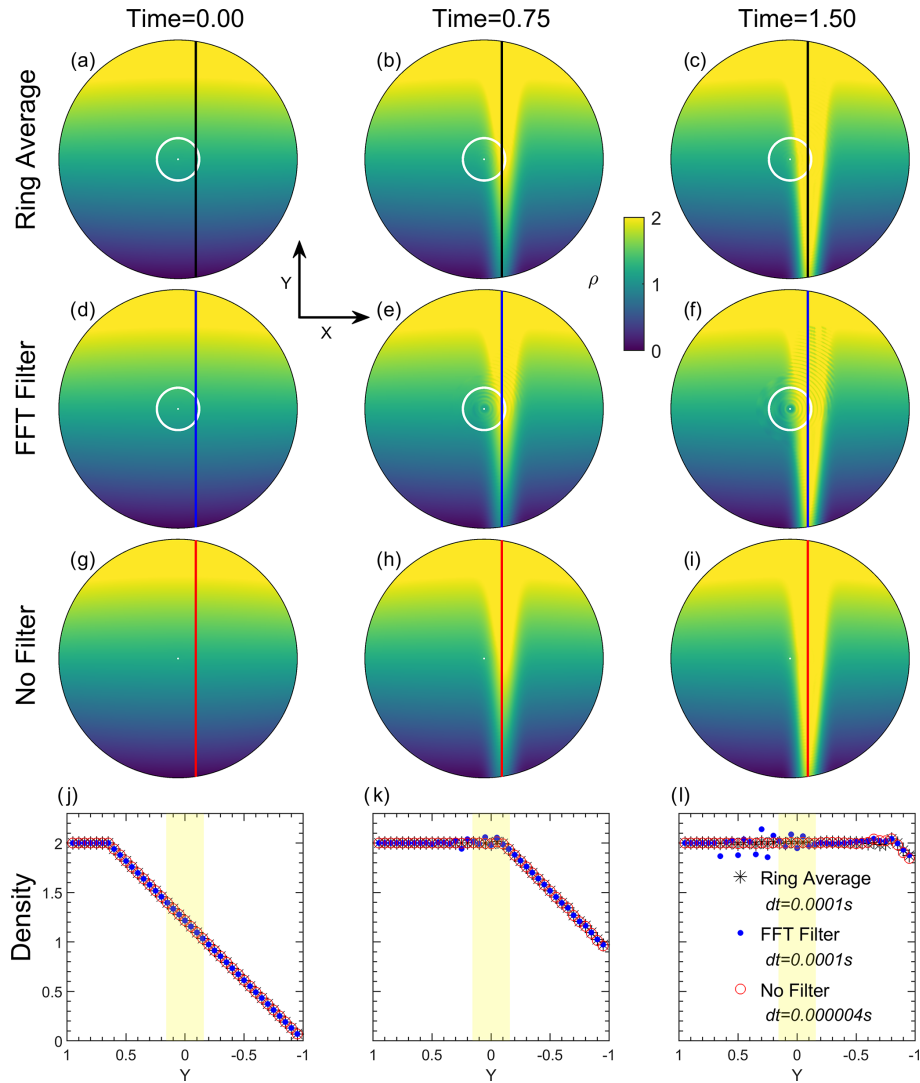 Time=0.00 Time=0.75 Time=1.50
Ring Average
(a) (b) (c)
ρ
2
1
0
Y
X
FFT Filter
(d) (e) (f)
No Filter
(g) (h) (i)
(j) (k) (l)
Density
2
1.5
1
0.5
0
1 0.5 0 -0.5 -1
Y
1 0.5 0 -0.5 -1
Y
Ring Average
dt=0.0001s
FFT Filter
dt=0.0001s
No Filter
dt=0.000004s
1 0.5 0 -0.5 -1
Y